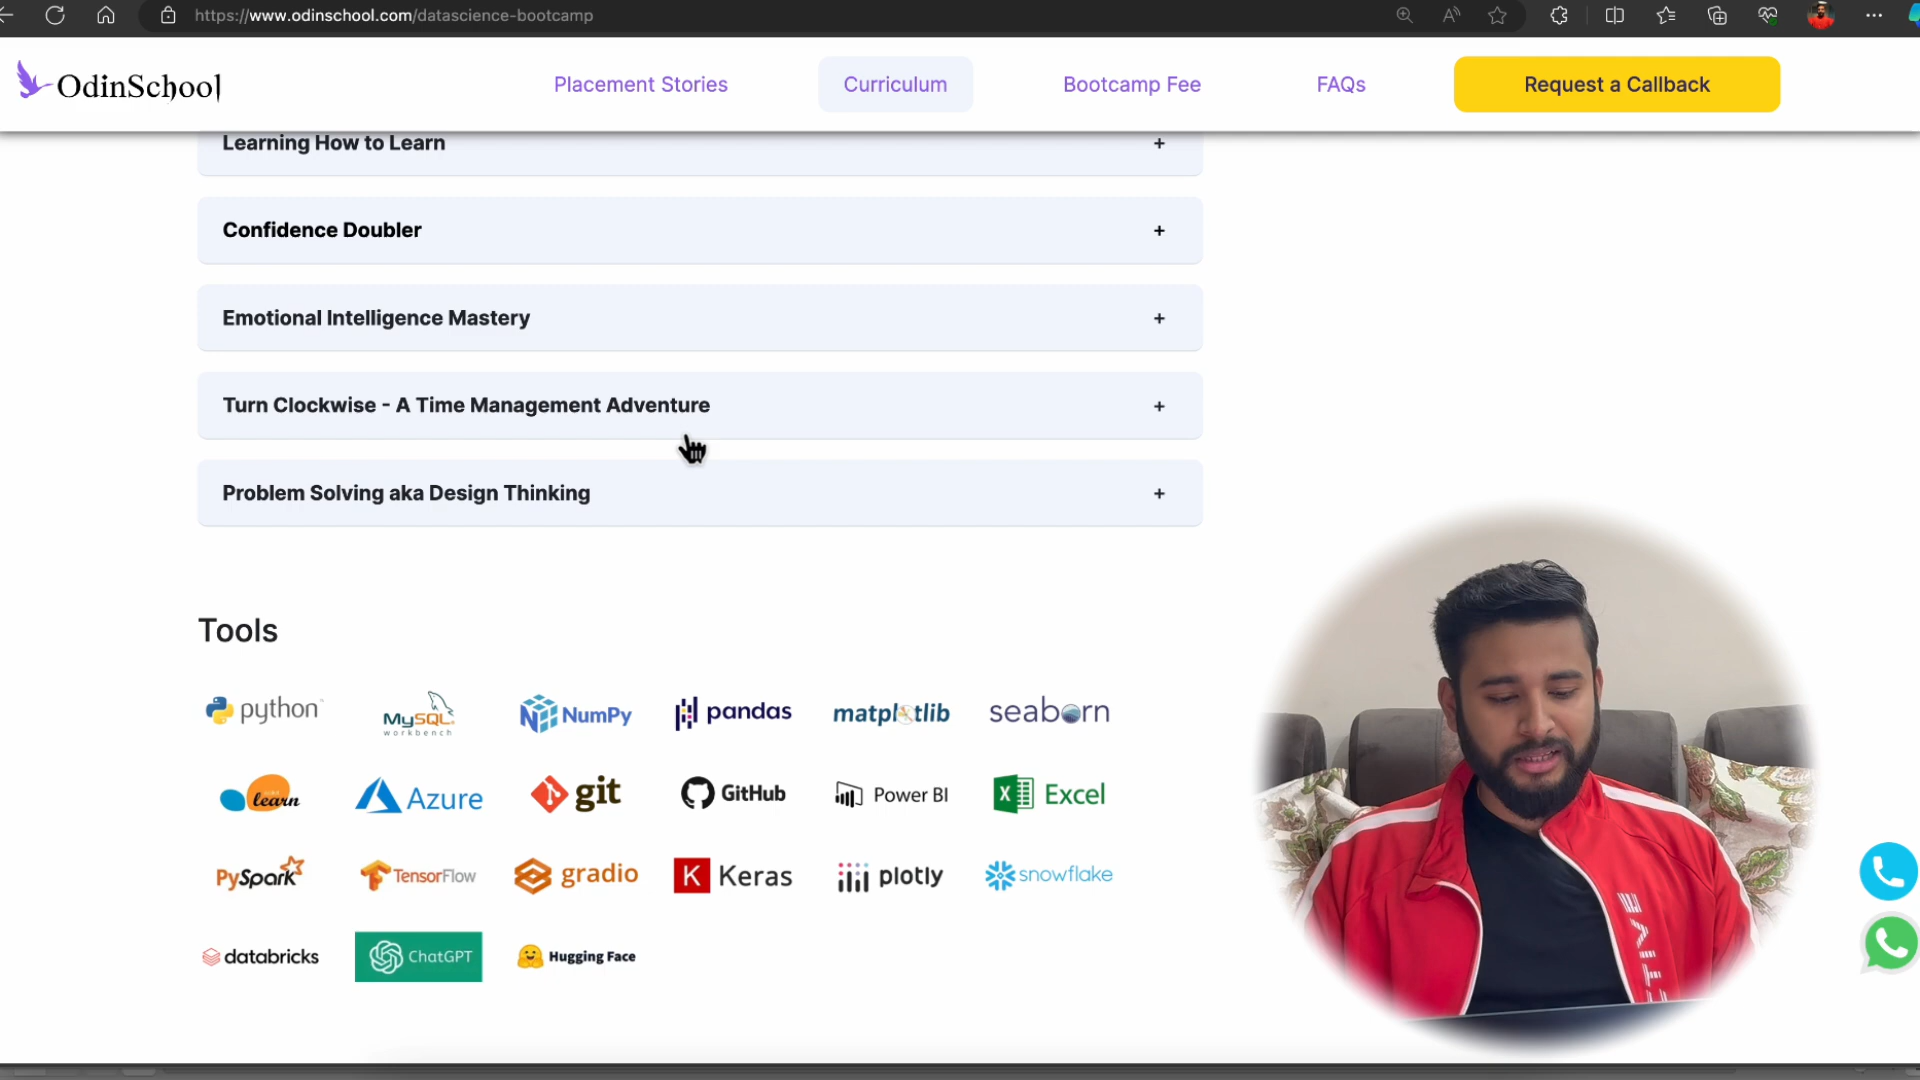 https://www.odinschool.com/datascience-bootcamp
OdinSchool
Placement Stories
Curriculum
Bootcamp Fee
FAQs
Request a Callback
Learning How to Learn +
Confidence Doubler +
Emotional Intelligence Mastery +
Turn Clockwise - A Time Management Adventure +
Problem Solving aka Design Thinking +
Tools
python
MySQL workbench
NumPy
pandas
matplotlib
seaborn
learn
Azure
git
GitHub
Power BI
Excel
PySpark
TensorFlow
gradio
Keras
plotly
snowflake
databricks
ChatGPT
Hugging Face